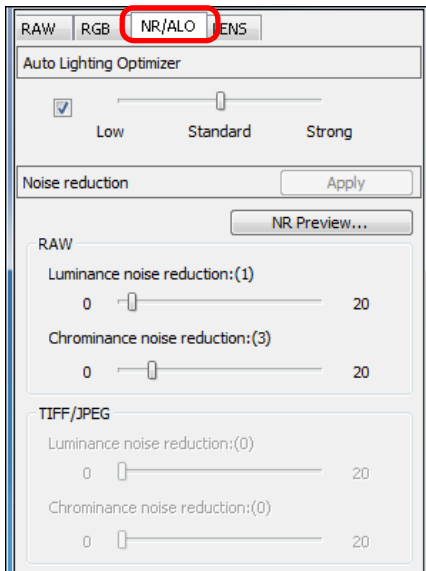 RAW RGB NR/ALO LENS
Auto Lighting Optimizer
Low Standard Strong
Noise reduction Apply
NR Preview...
RAW
Luminance noise reduction:(1)
0 20
Chrominance noise reduction:(3)
0 20
TIFF/JPEG
Luminance noise reduction:(0)
0 20
Chrominance noise reduction:(0)
0 20